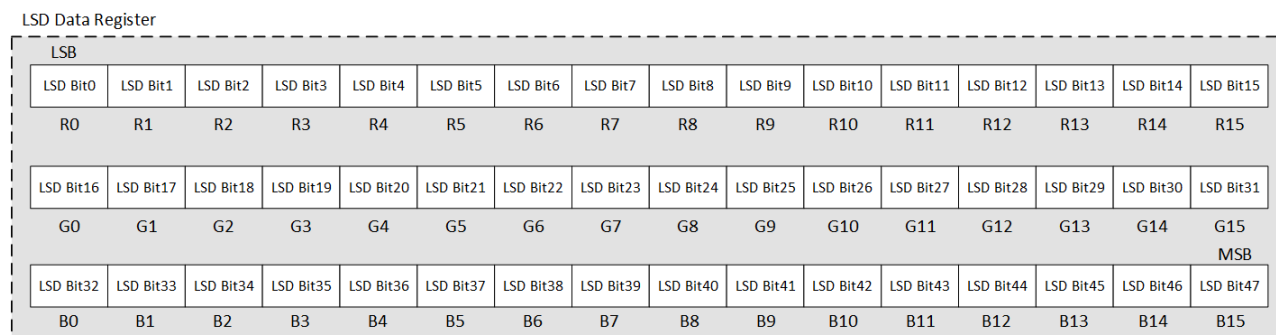 LSD Data Register
LSB
LSD Bit0 LSD Bit1 LSD Bit2 LSD Bit3 LSD Bit4 LSD Bit5 LSD Bit6 LSD Bit7 LSD Bit8 LSD Bit9 LSD Bit10 LSD Bit11 LSD Bit12 LSD Bit13 LSD Bit14 LSD Bit15
R0 R1 R2 R3 R4 R5 R6 R7 R8 R9 R10 R11 R12 R13 R14 R15
LSD Bit16 LSD Bit17 LSD Bit18 LSD Bit19 LSD Bit20 LSD Bit21 LSD Bit22 LSD Bit23 LSD Bit24 LSD Bit25 LSD Bit26 LSD Bit27 LSD Bit28 LSD Bit29 LSD Bit30 LSD Bit31
G0 G1 G2 G3 G4 G5 G6 G7 G8 G9 G10 G11 G12 G13 G14 G15
MSB
LSD Bit32 LSD Bit33 LSD Bit34 LSD Bit35 LSD Bit36 LSD Bit37 LSD Bit38 LSD Bit39 LSD Bit40 LSD Bit41 LSD Bit42 LSD Bit43 LSD Bit44 LSD Bit45 LSD Bit46 LSD Bit47
B0 B1 B2 B3 B4 B5 B6 B7 B8 B9 B10 B11 B12 B13 B14 B15